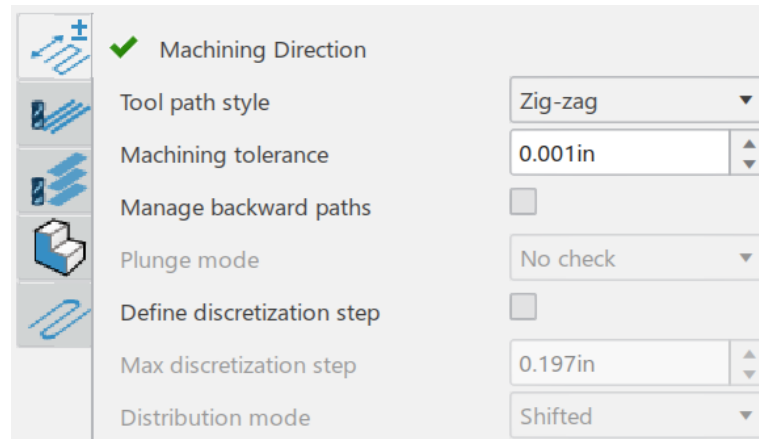 Machining Direction
Tool path style Zig-zag
Machining tolerance 0.001in
Manage backward paths
Plunge mode No check
Define discretization step
Max discretization step 0.197in
Distribution mode Shifted